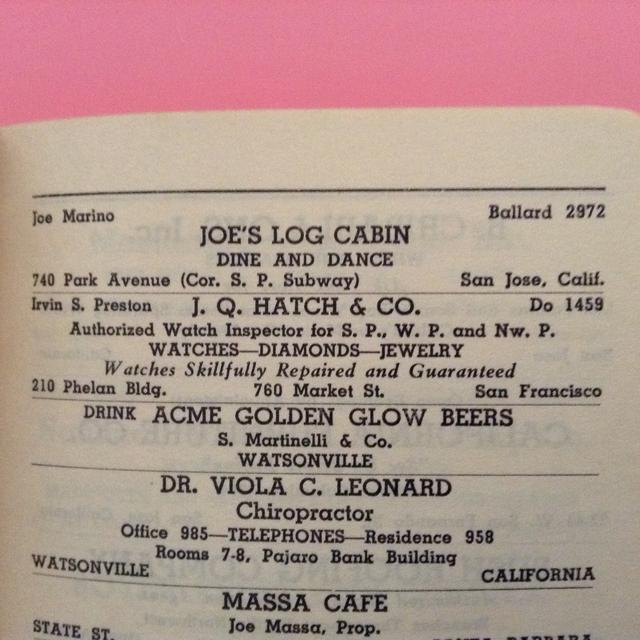 Joe Marino Ballard 2972
JOE'S LOG CABIN
DINE AND DANCE
740 Park Avenue (Cor. S. P. Subway) San Jose, Calif.
Irvin S. Preston J. Q. HATCH & CO. Do 1459
Authorized Watch Inspector for S. P., W. P. and Nw. P.
WATCHES—DIAMONDS—JEWELRY
Watches Skillfully Repaired and Guaranteed
210 Phelan Bldg. 760 Market St. San Francisco
DRINK ACME GOLDEN GLOW BEERS
S. Martinelli & Co.
WATSONVILLE
DR. VIOLA C. LEONARD
Chiropractor
Office 985—TELEPHONES—Residence 958
Rooms 7-8, Pajaro Bank Building
WATSONVILLE CALIFORNIA
MASSA CAFE
Joe Massa, Prop.
STATE ST. SANTA BARBARA